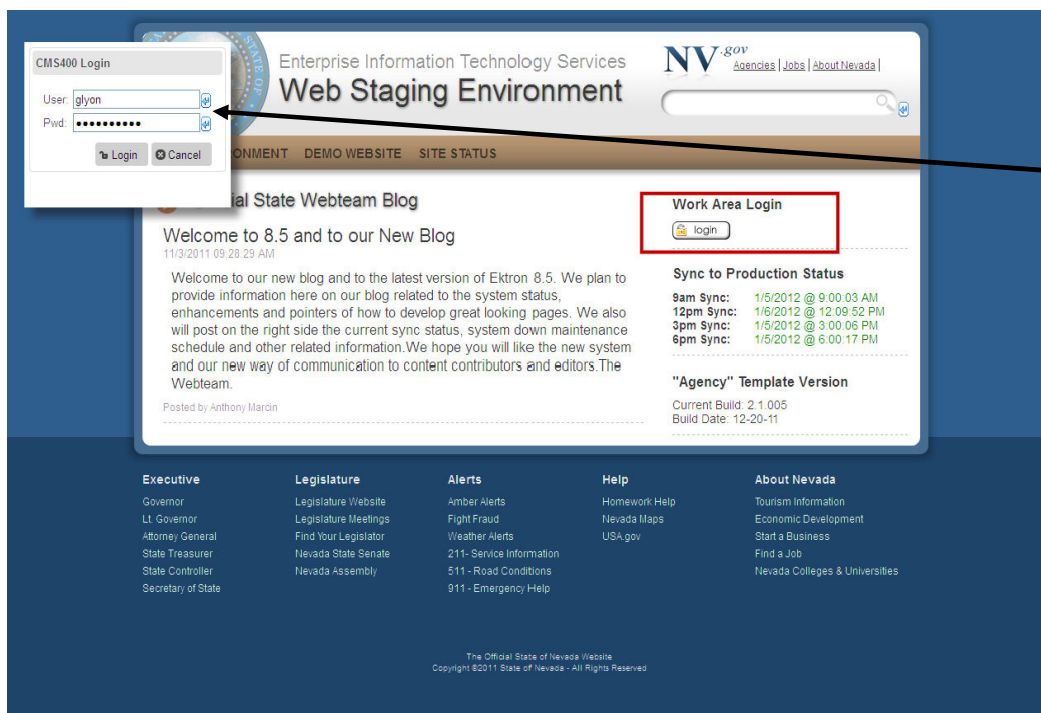 CMS400 Login
User: glyon
Pwd: ••••••••••
Login Cancel
STATE OF
Enterprise Information Technology Services
Web Staging Environment
NV.gov
Agencies | Jobs | About Nevada |
ONMENT DEMO WEBSITE SITE STATUS
ial State Webteam Blog
Welcome to 8.5 and to our New Blog
11/3/2011 09:28:29 AM
Welcome to our new blog and to the latest version of Ektron 8.5. We plan to
provide information here on our blog related to the system status,
enhancements and pointers of how to develop great looking pages. We also
will post on the right side the current sync status, system down maintenance
schedule and other related information.We hope you will like the new system
and our new way of communication to content contributors and editors.The
Webteam.
Posted by Anthony Marcin
Work Area Login
login
Sync to Production Status
9am Sync: 1/5/2012 @ 9:00:03 AM
12pm Sync: 1/6/2012 @ 12:09:52 PM
3pm Sync: 1/5/2012 @ 3:00:06 PM
6pm Sync: 1/5/2012 @ 6:00:17 PM
"Agency" Template Version
Current Build: 2.1.005
Build Date: 12-20-11
Executive
Governor
Lt. Governor
Attorney General
State Treasurer
State Controller
Secretary of State
Legislature
Legislature Website
Legislature Meetings
Find Your Legislator
Nevada State Senate
Nevada Assembly
Alerts
Amber Alerts
Fight Fraud
Weather Alerts
211- Service Information
511 - Road Conditions
911 - Emergency Help
Help
Homework Help
Nevada Maps
USA.gov
About Nevada
Tourism Information
Economic Development
Start a Business
Find a Job
Nevada Colleges & Universities
The Official State of Nevada Website
Copyright ©2011 State of Nevada - All Rights Reserved